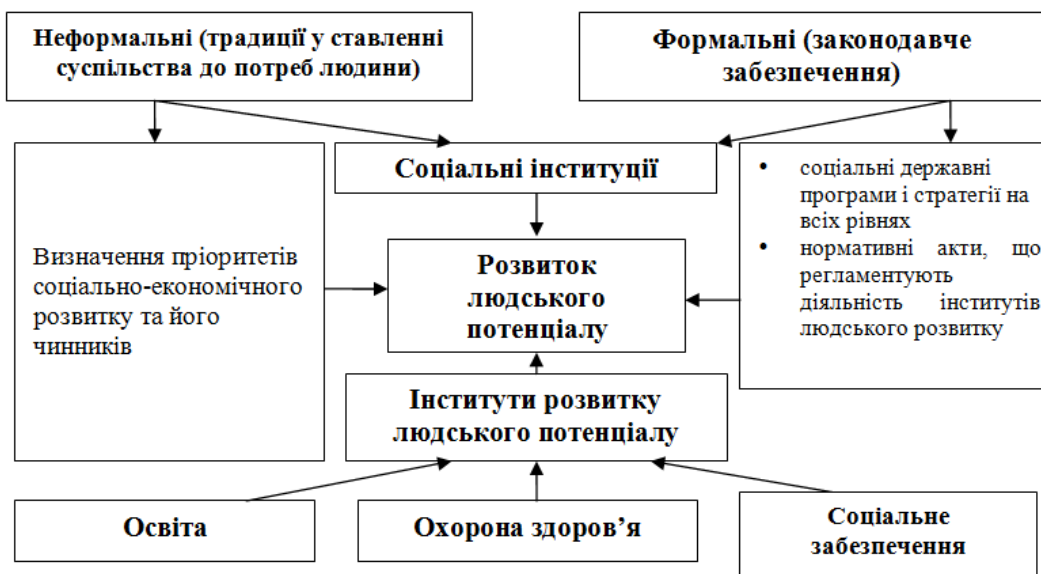 Неформальні (традиції у ставленні
суспільства до потреб людини)
Формальні (законодавче
забезпечення)
Соціальні інституції
Визначення пріоритетів
соціально-економічного
розвитку та його
чинників
Розвиток
людського
потенціалу
• соціальні державні
програми і стратегії на
всіх рівнях
• нормативні акти, що
регламентують
діяльність інститутів
людського розвитку
Інститути розвитку
людського потенціалу
Освіта
Охорона здоров’я
Соціальне
забезпечення